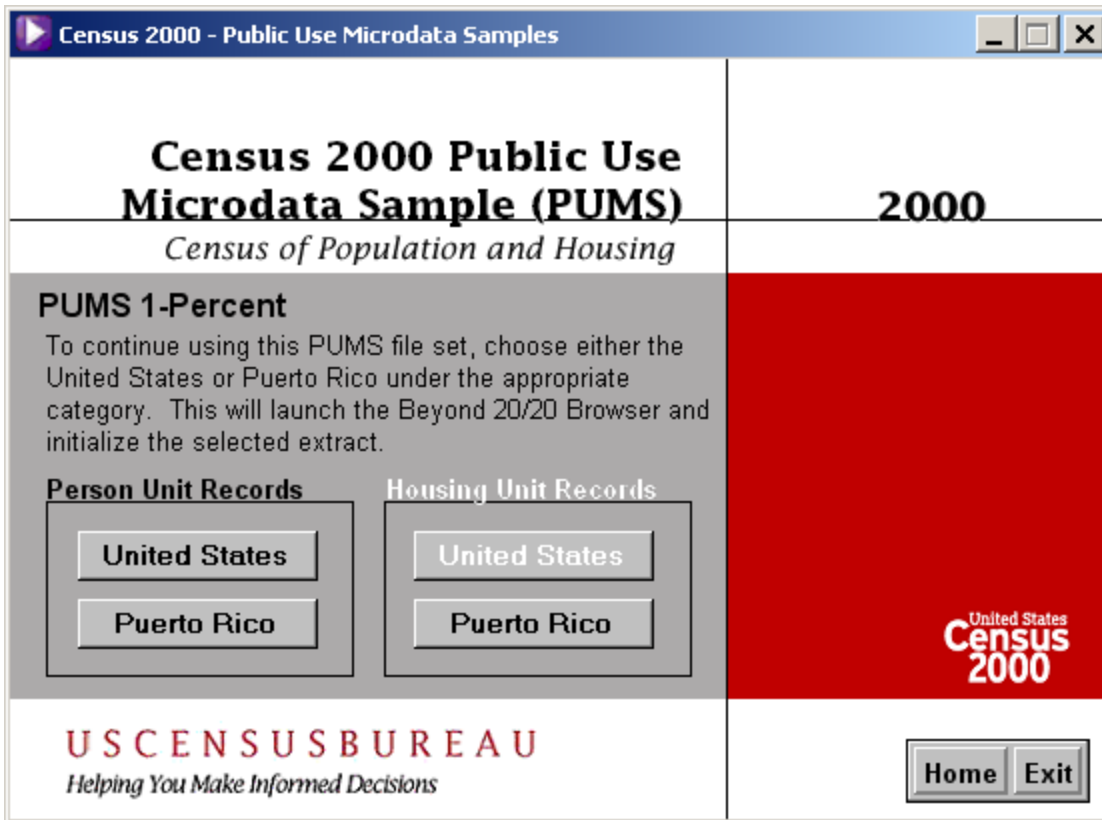 Census 2000 - Public Use Microdata Samples
Census 2000 Public Use
Microdata Sample (PUMS)
2000
Census of Population and Housing
PUMS 1-Percent
To continue using this PUMS file set, choose either the
United States or Puerto Rico under the appropriate
category. This will launch the Beyond 20/20 Browser and
initialize the selected extract.
Person Unit Records
United States
Puerto Rico
Housing Unit Records
United States
Puerto Rico
United States
Census
2000
USCENSUSBUREAU
Helping You Make Informed Decisions
Home
Exit